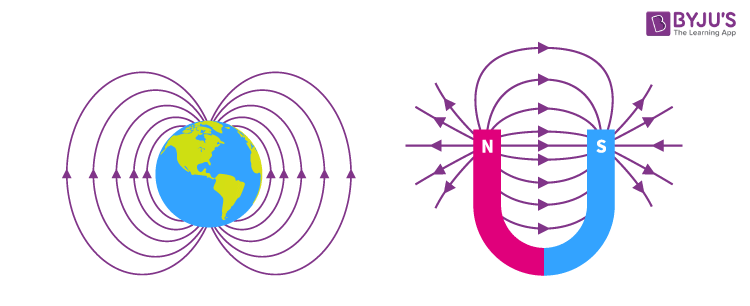 BYJU'S
The Learning App
N
S